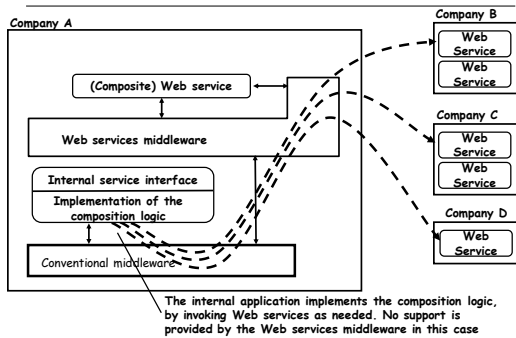 Company A
(Composite) Web service
Web services middleware
Internal service interface
Implementation of the
composition logic
Conventional middleware
Company B
Web
Service
Web
Service
Company C
Web
Service
Web
Service
Company D
Web
Service
The internal application implements the composition logic,
by invoking Web services as needed. No support is
provided by the Web services middleware in this case